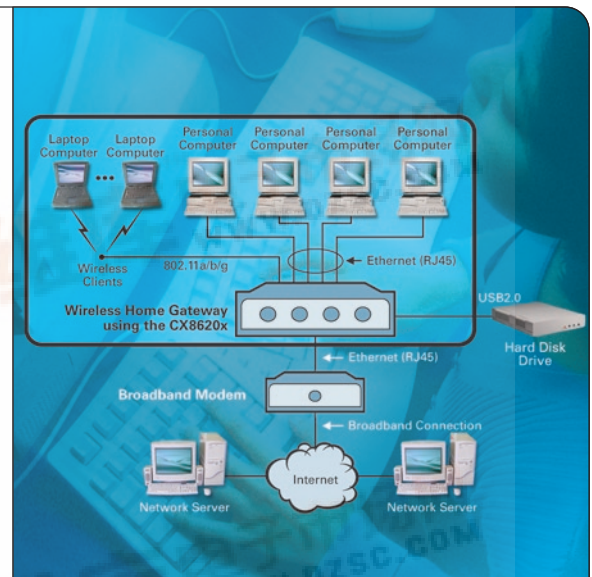 Laptop
Computer
Laptop
Computer
Personal
Computer
Personal
Computer
Personal
Computer
Personal
Computer
Wireless
Clients
802.11a/b/g
Ethernet (RJ45)
Wireless Home Gateway
using the CX8620x
USB2.0
Hard Disk
Drive
Ethernet (RJ45)
Broadband Modem
Broadband Connection
Internet
Network Server
Network Server